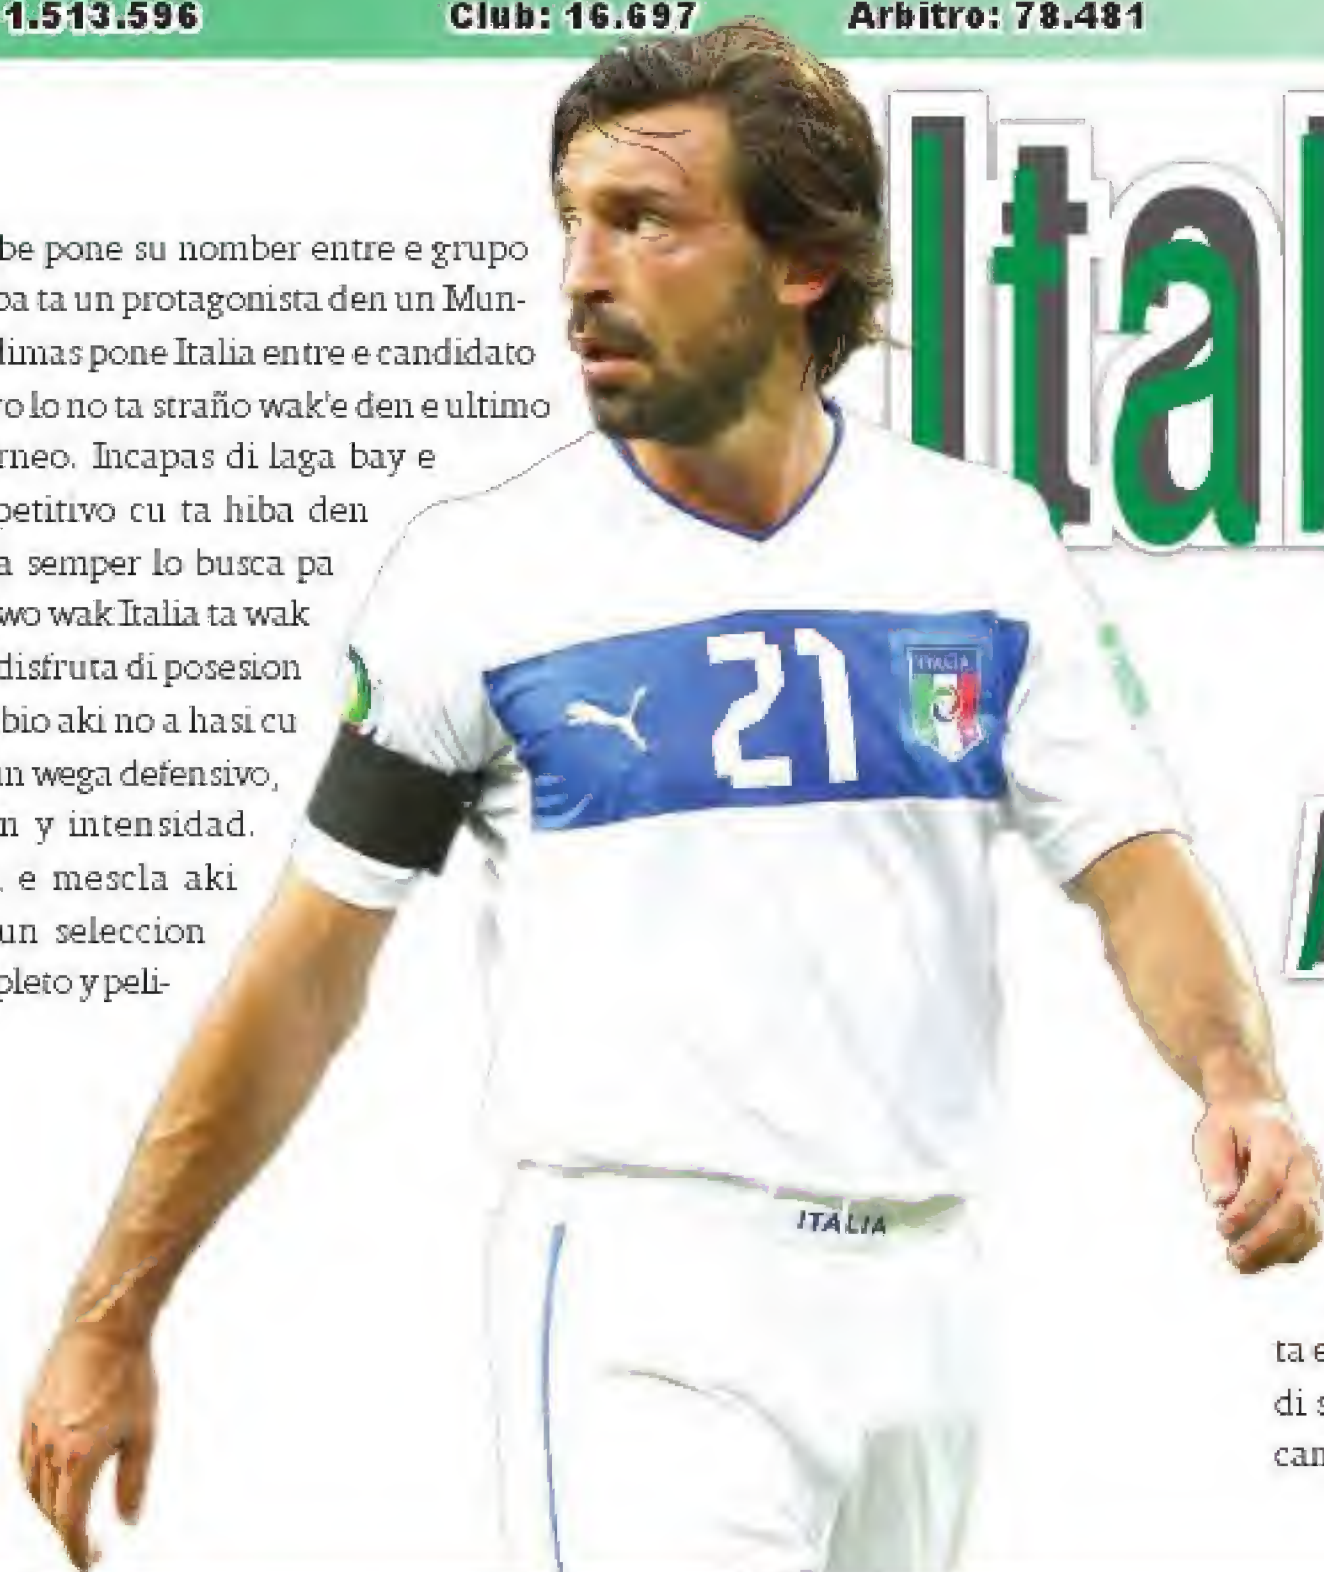 1.513.596 Club: 16.697 Arbitro: 78.481
Ital
be pone su nomber entre e grupo
pa ta un protagonista den un Mun-
dimas pone Italia entre e candidato
ro lo no ta straño wak'e den e ultimo
rneo. Incapas di laga bay e
petitivo cu ta hiba den
a semper lo busca pa
wo wak Italia ta wak
disfruta di posesion
bio aki no a hasi cu
un wega defensivo,
n y intensidad.
, e mescla aki
un seleccion
pleto y peli-
21
ITALIA
ITALIA
ta e
di s
can